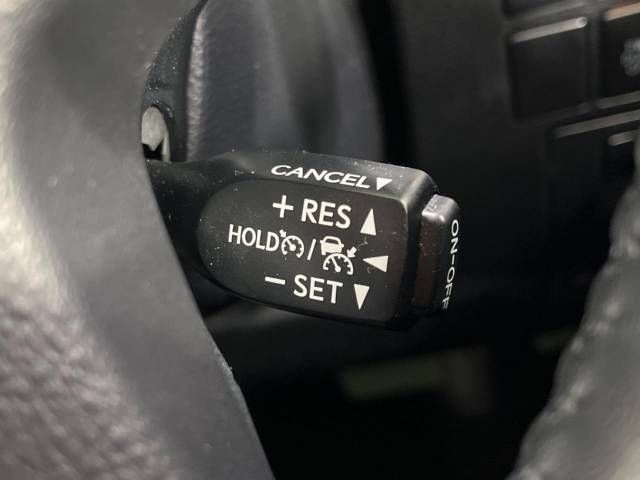 CANCEL▼
+ RES ▲
HOLD / ◀
− SET ▼
ON-OFF